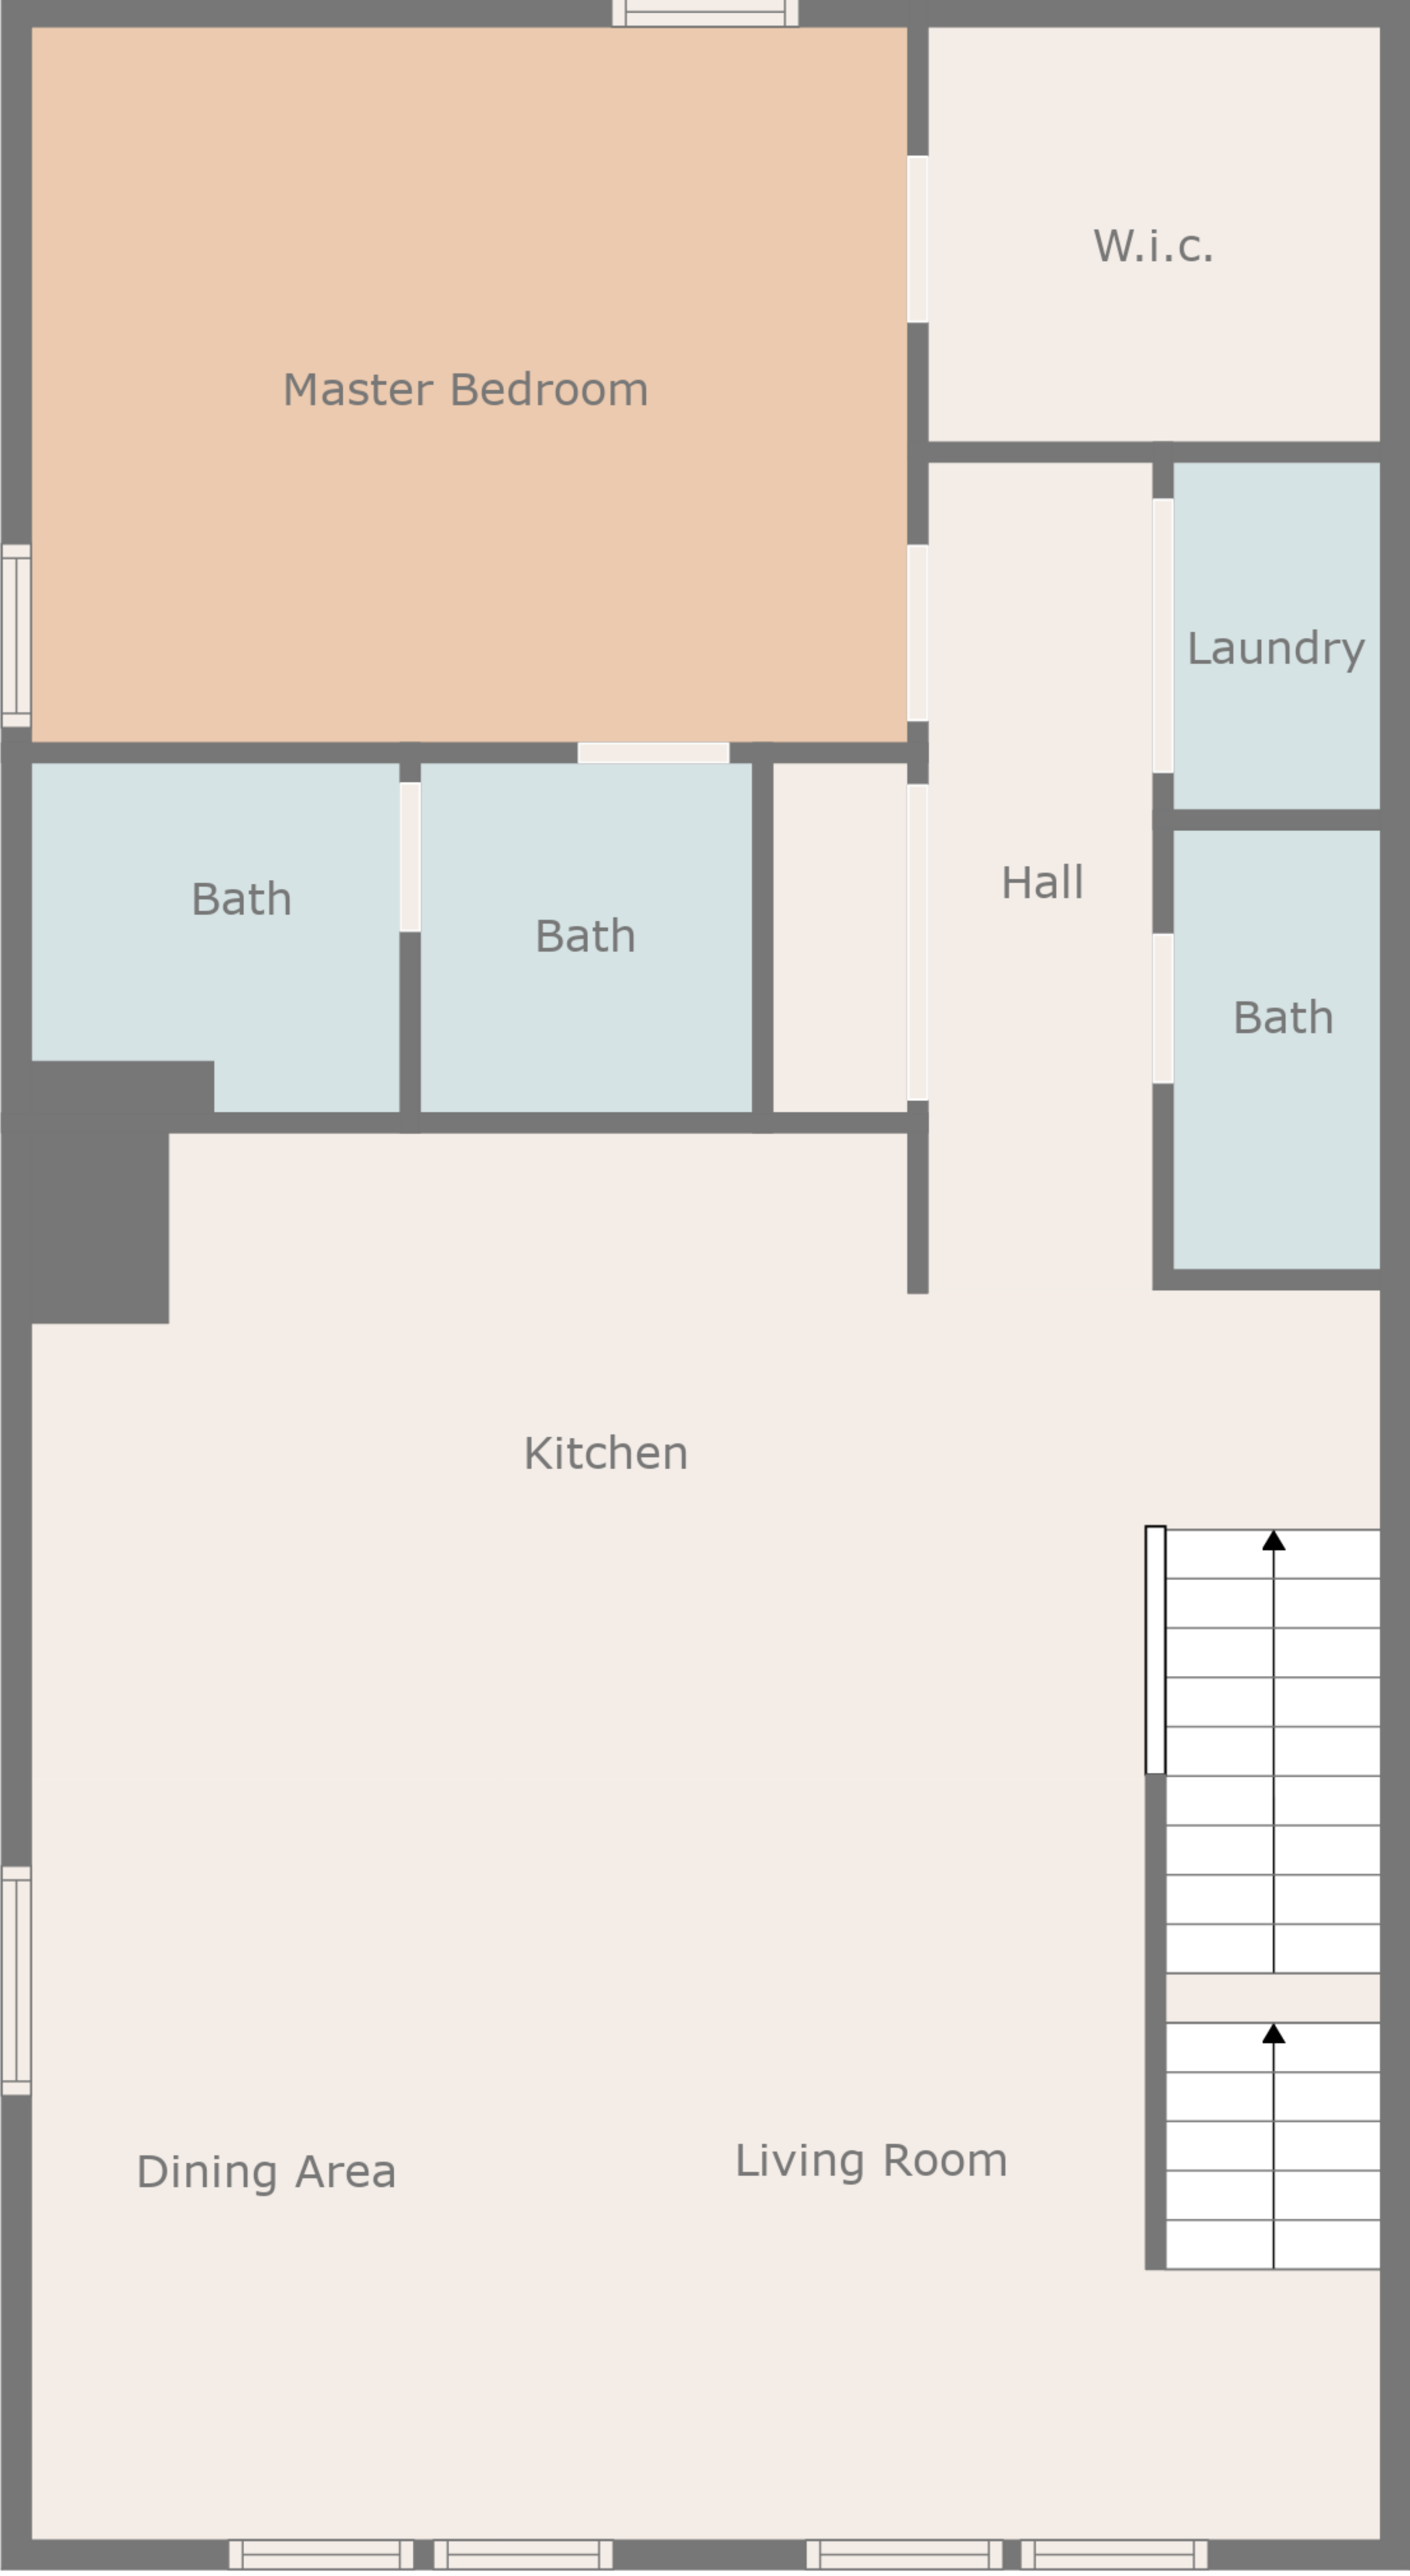 W.i.c.
Master Bedroom
Laundry
Hall
Bath
Bath
Bath
Kitchen
Living Room
Dining Area